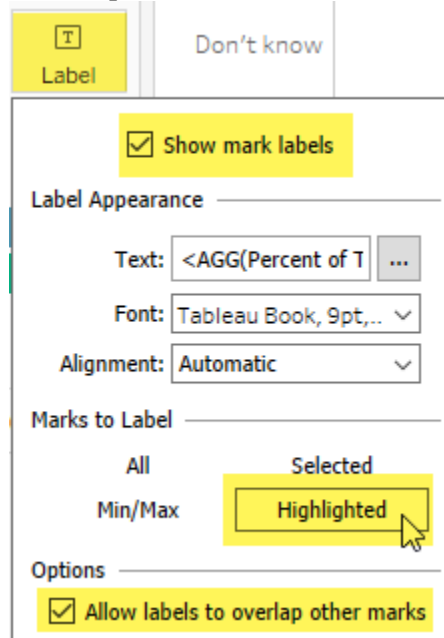 T
Don't know
Label
Show mark labels
Label Appearance
Text: <AGG(Percent of T ...
Font: Tableau Book, 9pt,..
Alignment: Automatic
Marks to Label
All Selected
Min/Max Highlighted
Options
Allow labels to overlap other marks